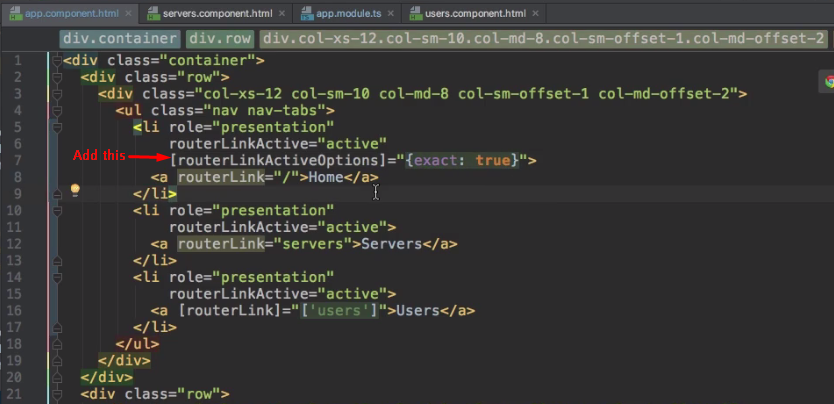 app.component.html × servers.component.html × app.module.ts × users.component.html ×
div.container div.row div.col-xs-12.col-sm-10.col-md-8.col-sm-offset-1.col-md-offset-2
1 <div class="container">
2 <div class="row">
3 <div class="col-xs-12 col-sm-10 col-md-8 col-sm-offset-1 col-md-offset-2">
4 <ul class="nav nav-tabs">
5 <li role="presentation"
6 routerLinkActive="active"
Add this
7 [routerLinkActiveOptions]="{exact: true}">
8 <a routerLink="/">Home</a>
9 </li>
10 <li role="presentation"
11 routerLinkActive="active">
12 <a routerLink="servers">Servers</a>
13 </li>
14 <li role="presentation"
15 routerLinkActive="active">
16 <a [routerLink]="['users']">Users</a>
17 </li>
18 </ul>
19 </div>
20 </div>
21 <div class="row">